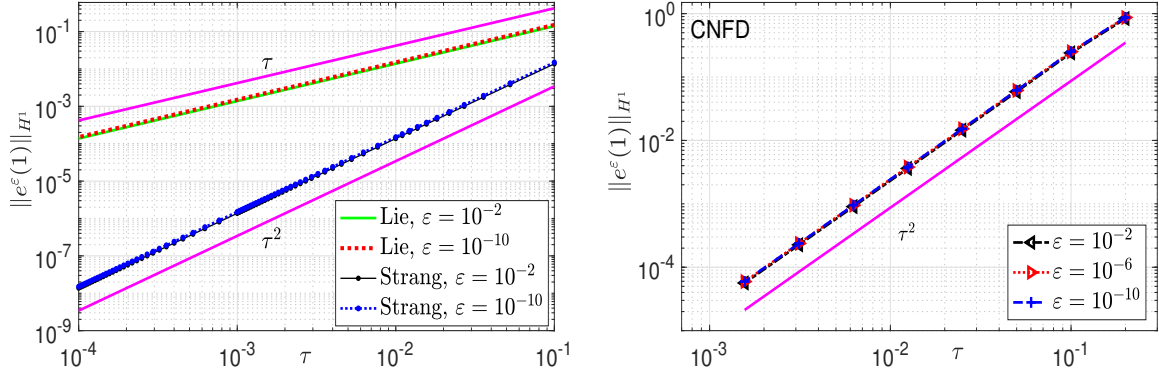 10^{-1}
10^{-3}
10^{-5}
10^{-7}
10^{-9}
||e^ε(1)||_{H^1}
τ
τ^2
Lie, ε = 10^{-2}
Lie, ε = 10^{-10}
Strang, ε = 10^{-2}
Strang, ε = 10^{-10}
10^{-4} 10^{-3} τ 10^{-2} 10^{-1}
CNFD
10^0
10^{-2}
10^{-4}
||e^ε(1)||_{H^1}
τ^2
ε = 10^{-2}
ε = 10^{-6}
ε = 10^{-10}
10^{-3} 10^{-2} τ 10^{-1}